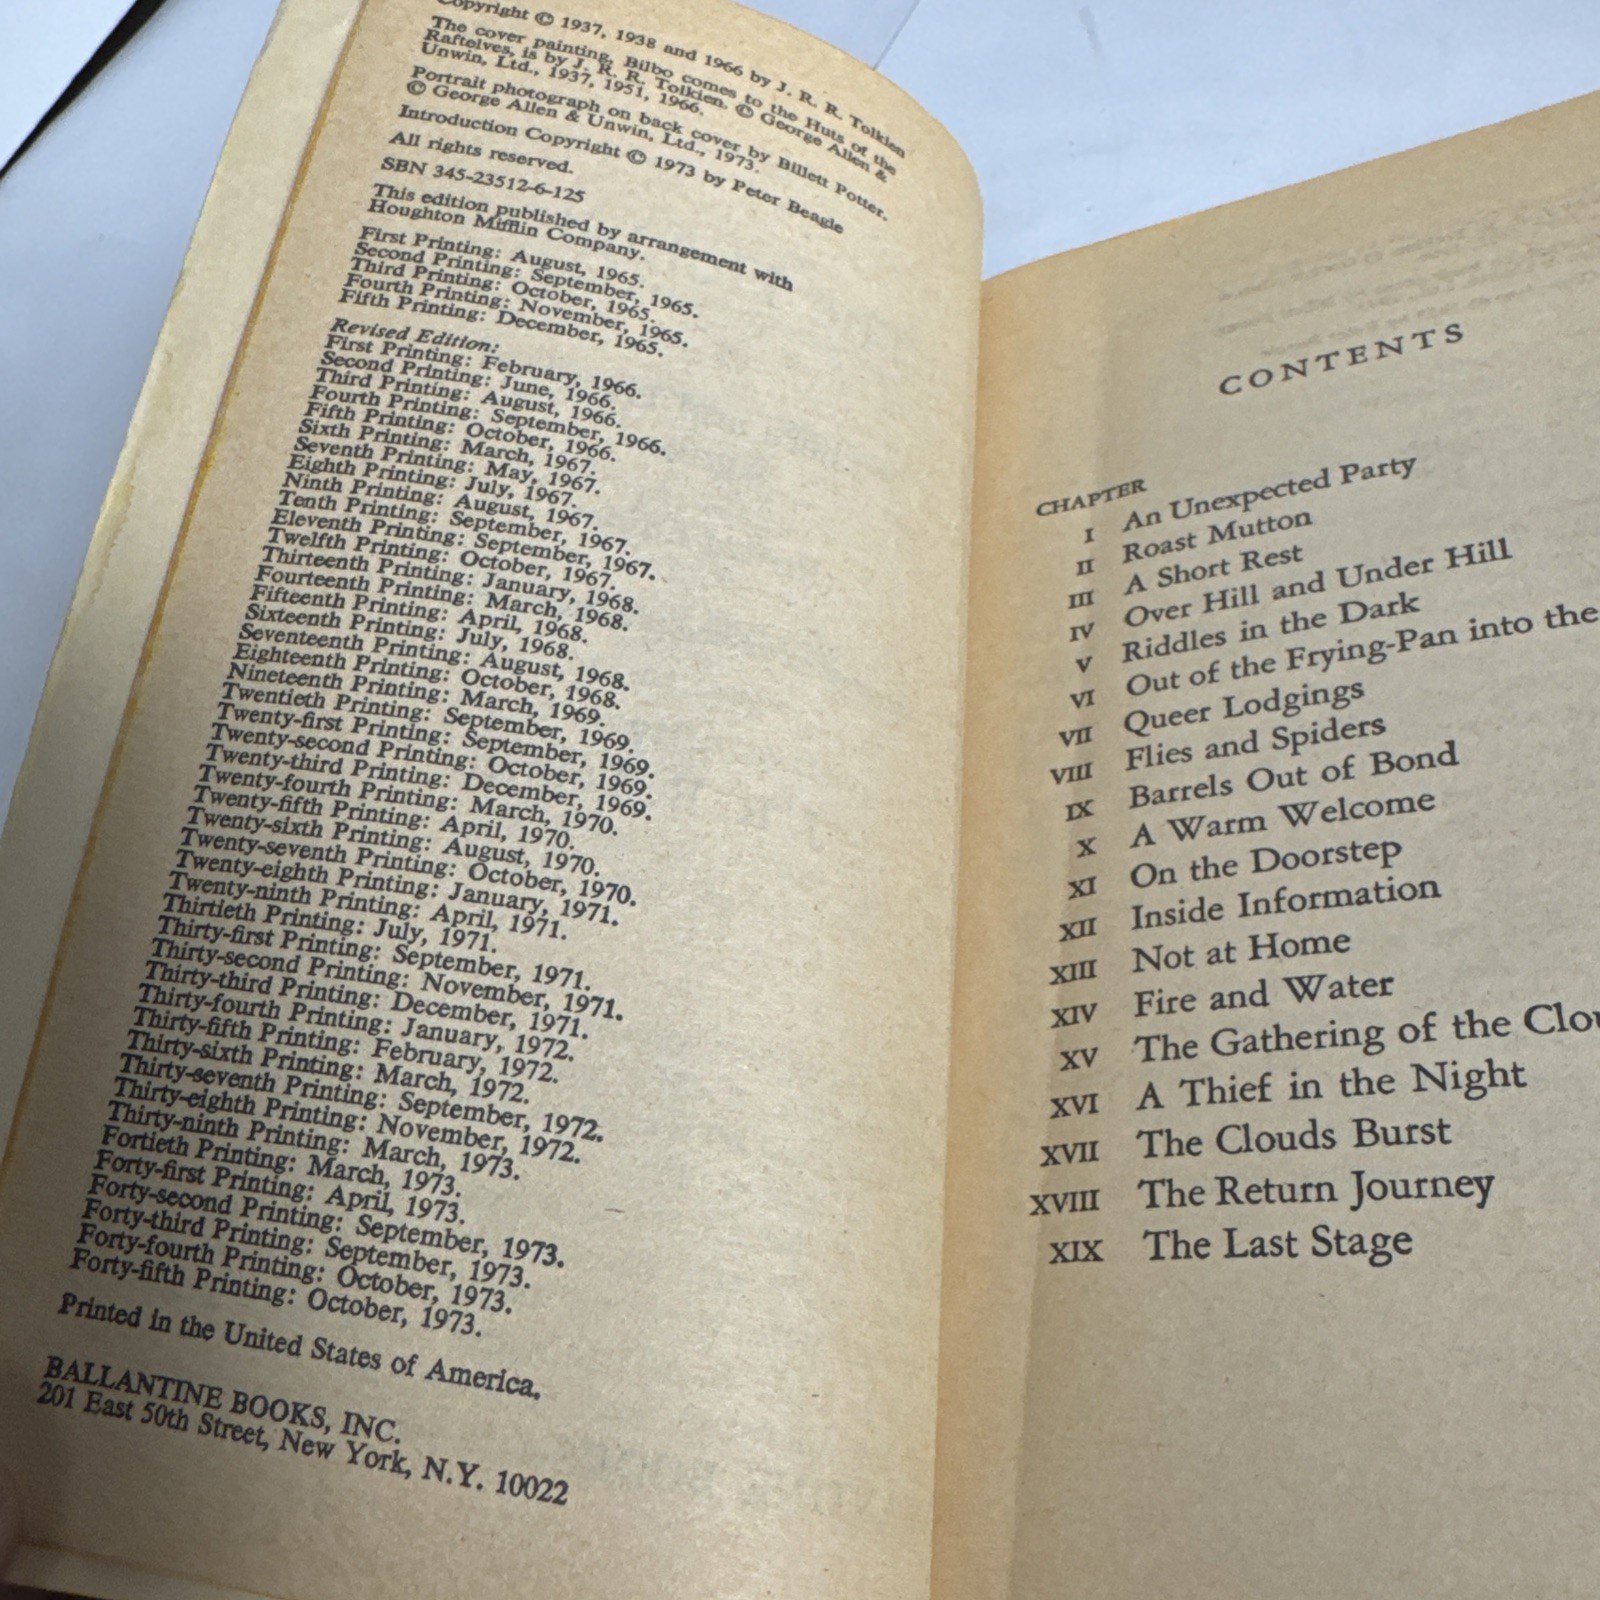 Copyright © 1937, 1938 and 1966 by J. R. R. Tolkien
The cover painting, Bilbo comes to the Huts of the
Raftelves, is by J. R. R. Tolkien. © George Allen &
Unwin, Ltd., 1937, 1951, 1966.
Portrait photograph on back cover by Billett Potter.
© George Allen & Unwin, Ltd., 1973.
Introduction Copyright © 1973 by Peter Beagle
All rights reserved.
SBN 345-23512-6-125
This edition published by arrangement with
Houghton Mifflin Company.
First Printing: August, 1965.
Second Printing: September, 1965.
Third Printing: October, 1965.
Fourth Printing: November, 1965.
Fifth Printing: December, 1965.
Revised Edition:
First Printing: February, 1966.
Second Printing: June, 1966.
Third Printing: August, 1966.
Fourth Printing: September, 1966.
Fifth Printing: October, 1966.
Sixth Printing: March, 1967.
Seventh Printing: May, 1967.
Eighth Printing: July, 1967.
Ninth Printing: August, 1967.
Tenth Printing: September, 1967.
Eleventh Printing: September, 1967.
Twelfth Printing: October, 1967.
Thirteenth Printing: January, 1968.
Fourteenth Printing: March, 1968.
Fifteenth Printing: April, 1968.
Sixteenth Printing: July, 1968.
Seventeenth Printing: August, 1968.
Eighteenth Printing: October, 1968.
Nineteenth Printing: March, 1969.
Twentieth Printing: September, 1969.
Twenty-first Printing: September, 1969.
Twenty-second Printing: October, 1969.
Twenty-third Printing: December, 1969.
Twenty-fourth Printing: March, 1970.
Twenty-fifth Printing: April, 1970.
Twenty-sixth Printing: August, 1970.
Twenty-seventh Printing: October, 1970.
Twenty-eighth Printing: January, 1971.
Twenty-ninth Printing: April, 1971.
Thirtieth Printing: July, 1971.
Thirty-first Printing: September, 1971.
Thirty-second Printing: November, 1971.
Thirty-third Printing: December, 1971.
Thirty-fourth Printing: January, 1972.
Thirty-fifth Printing: February, 1972.
Thirty-sixth Printing: March, 1972.
Thirty-seventh Printing: September, 1972.
Thirty-eighth Printing: November, 1972.
Thirty-ninth Printing: March, 1973.
Fortieth Printing: March, 1973.
Forty-first Printing: April, 1973.
Forty-second Printing: September, 1973.
Forty-third Printing: September, 1973.
Forty-fourth Printing: October, 1973.
Forty-fifth Printing: October, 1973.
Printed in the United States of America.
BALLANTINE BOOKS, INC.
201 East 50th Street, New York, N.Y. 10022
CONTENTS
CHAPTER
I An Unexpected Party
II Roast Mutton
III A Short Rest
IV Over Hill and Under Hill
V Riddles in the Dark
VI Out of the Frying-Pan into the
VII Queer Lodgings
VIII Flies and Spiders
IX Barrels Out of Bond
X A Warm Welcome
XI On the Doorstep
XII Inside Information
XIII Not at Home
XIV Fire and Water
XV The Gathering of the Clou
XVI A Thief in the Night
XVII The Clouds Burst
XVIII The Return Journey
XIX The Last Stage